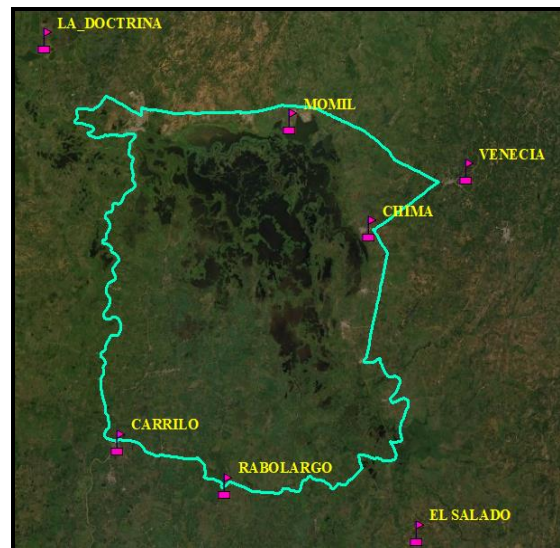 LA_DOCTRINA
MOMIL
VENECIA
CHIMA
CARRILO
RABOLARGO
EL SALADO